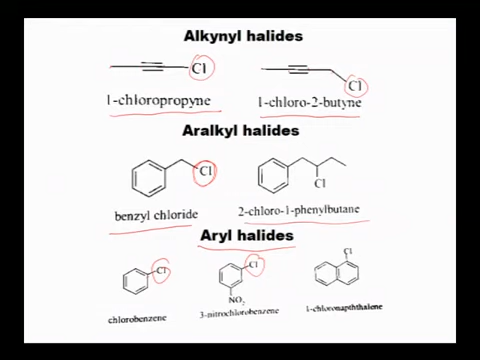 Alkynyl halides
Cl
Cl
1-chloropropyne
1-chloro-2-butyne
Aralkyl halides
Cl
Cl
benzyl chloride
2-chloro-1-phenylbutane
Aryl halides
Cl
Cl
Cl
NO2
chlorobenzene
3-nitrochlorobenzene
1-chloronapthalene